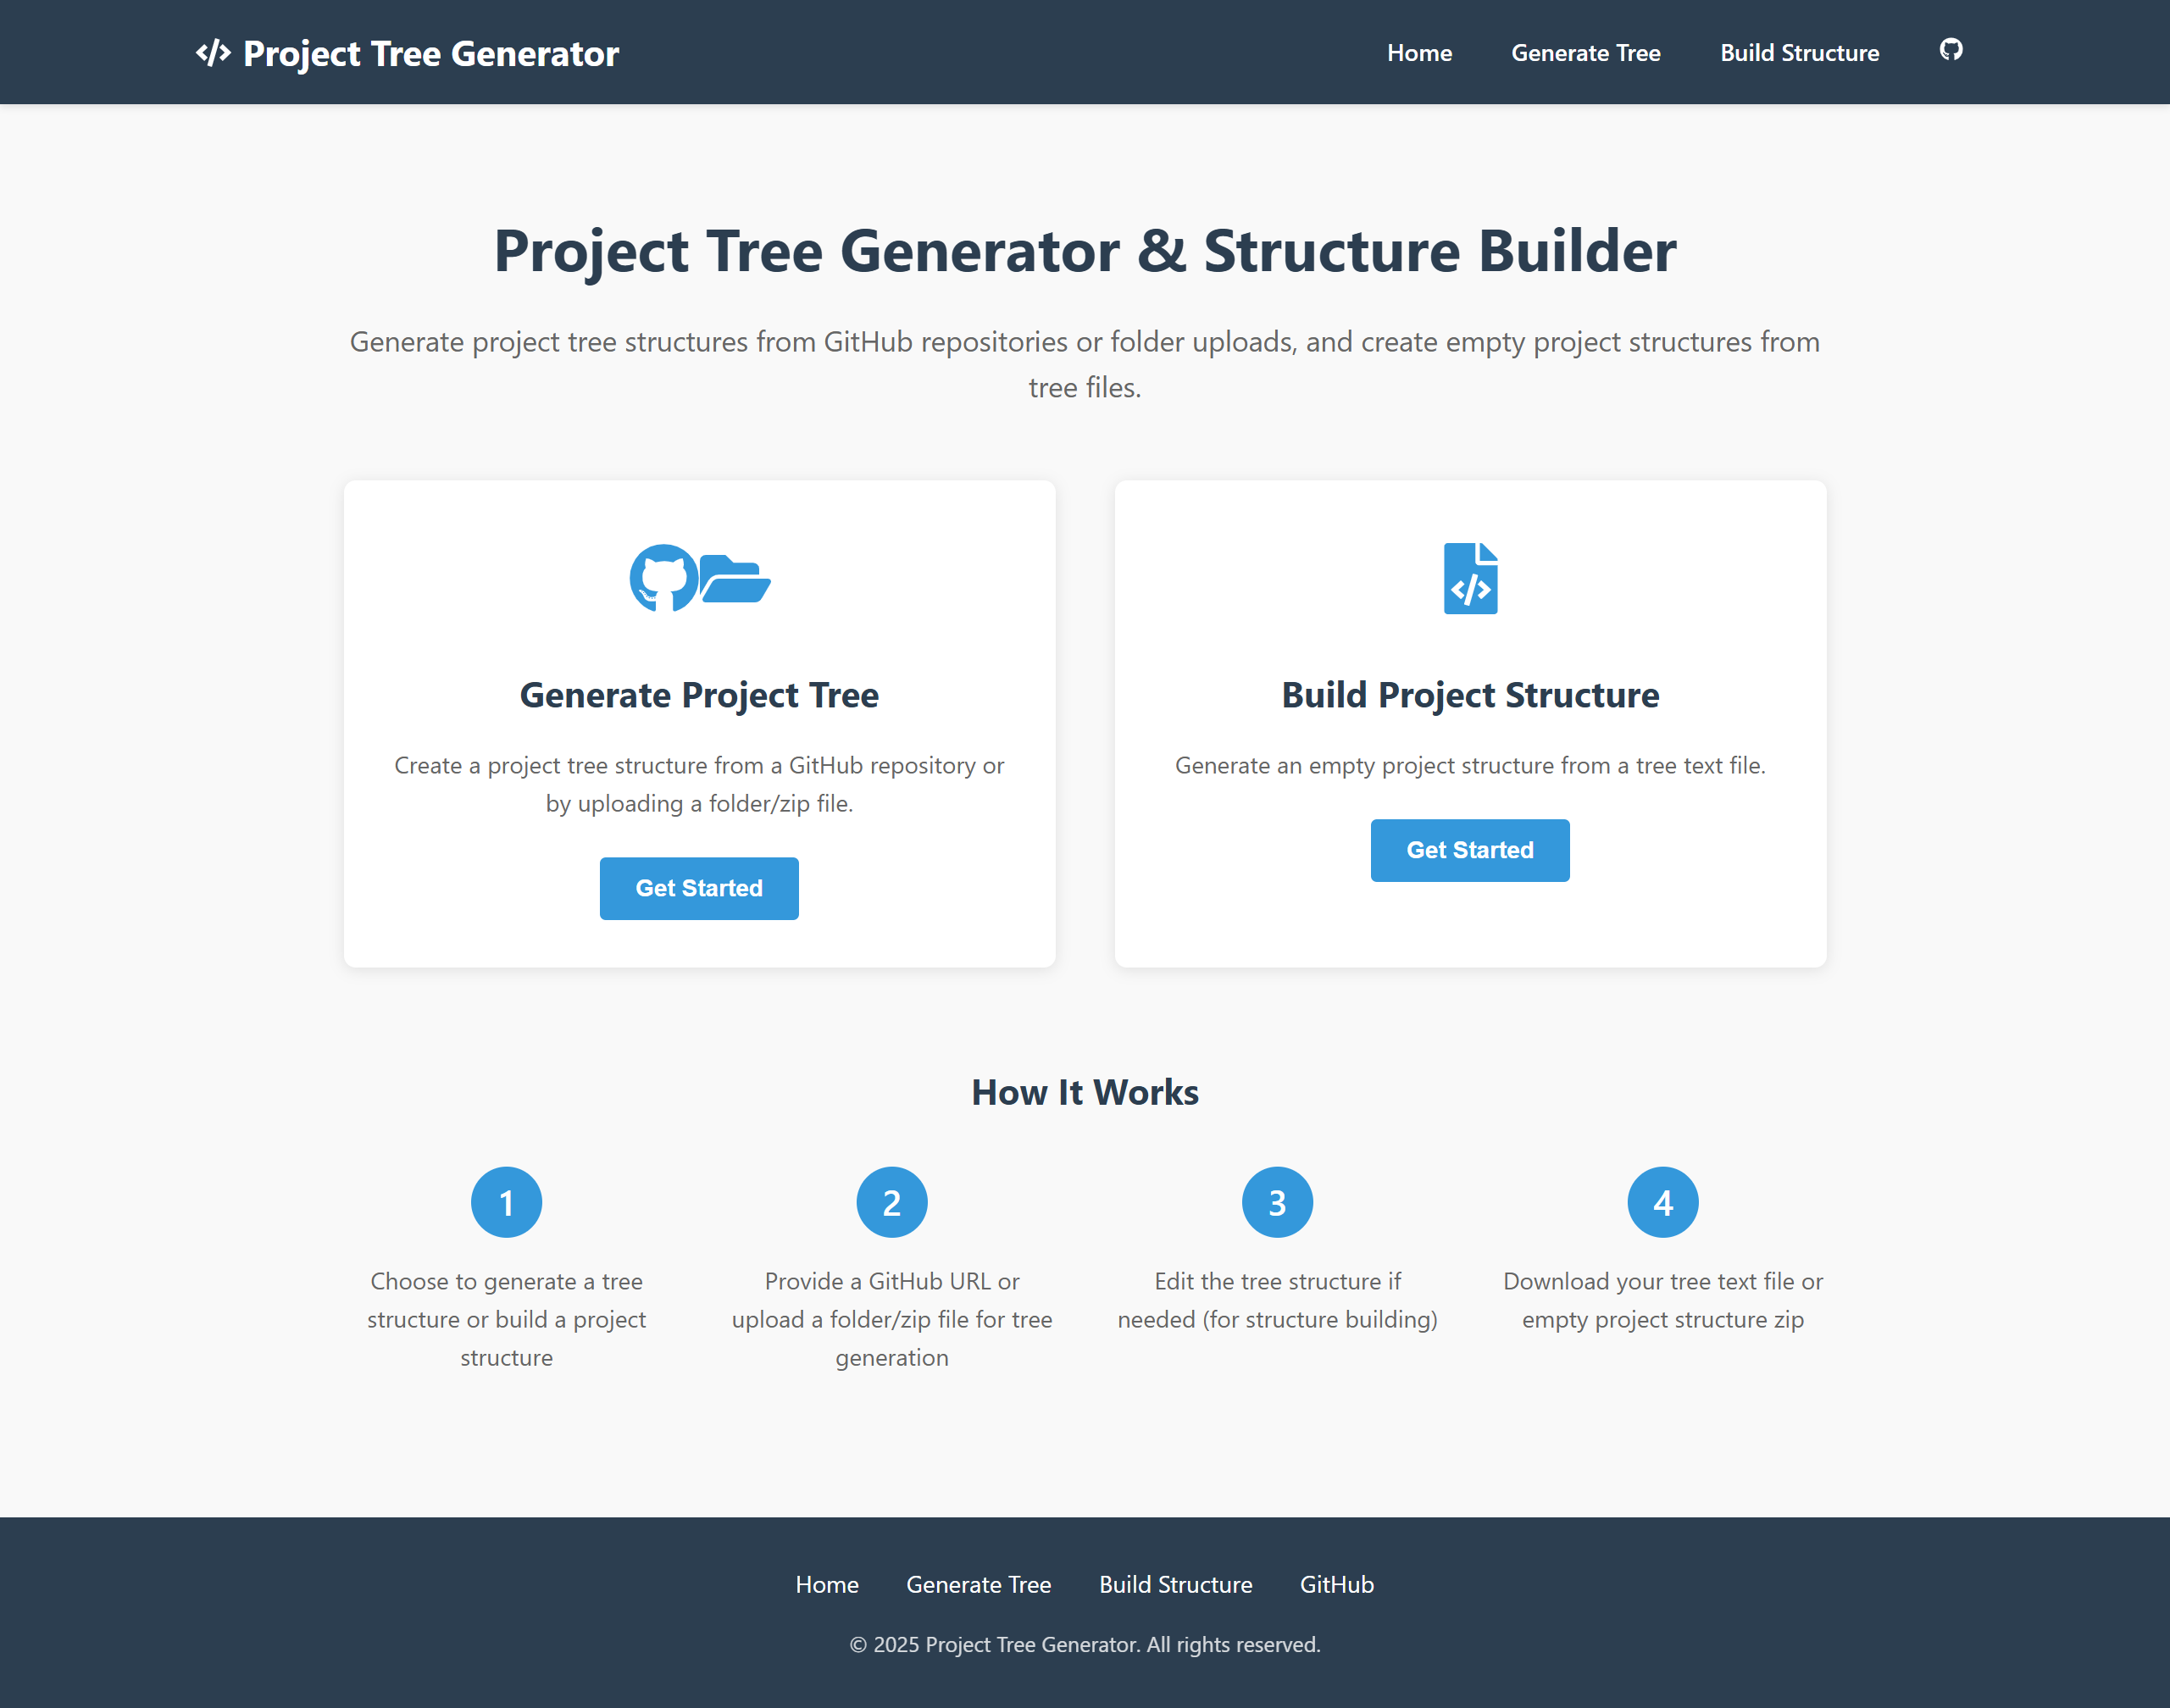 Project Tree Generator
Home
Generate Tree
Build Structure
Project Tree Generator & Structure Builder
Generate project tree structures from GitHub repositories or folder uploads, and create empty project structures from
tree files.
Generate Project Tree
Create a project tree structure from a GitHub repository or
by uploading a folder/zip file.
Get Started
Build Project Structure
Generate an empty project structure from a tree text file.
Get Started
How It Works
1
Choose to generate a tree
structure or build a project
structure
2
Provide a GitHub URL or
upload a folder/zip file for tree
generation
3
Edit the tree structure if
needed (for structure building)
4
Download your tree text file or
empty project structure zip
Home
Generate Tree
Build Structure
GitHub
© 2025 Project Tree Generator. All rights reserved.